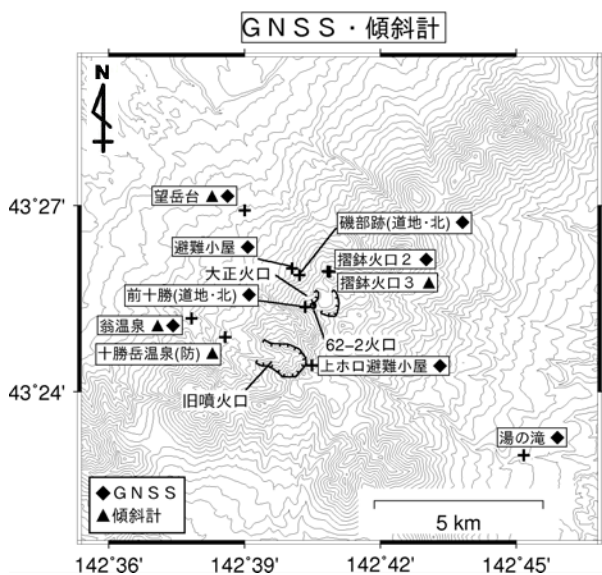 GNSS・傾斜計
N
望岳台 ▲◆
43°27'
磯部跡(道地・北) ◆
避難小屋 ◆
摺鉢火口2 ◆
大正火口
摺鉢火口3 ▲
前十勝(道地・北) ◆
翁温泉 ▲◆
62-2火口
十勝岳温泉(防) ▲
上ホロ避難小屋 ◆
43°24'
旧噴火口
湯の滝 ◆
◆GNSS
▲傾斜計
5 km
142°36' 142°39' 142°42' 142°45'